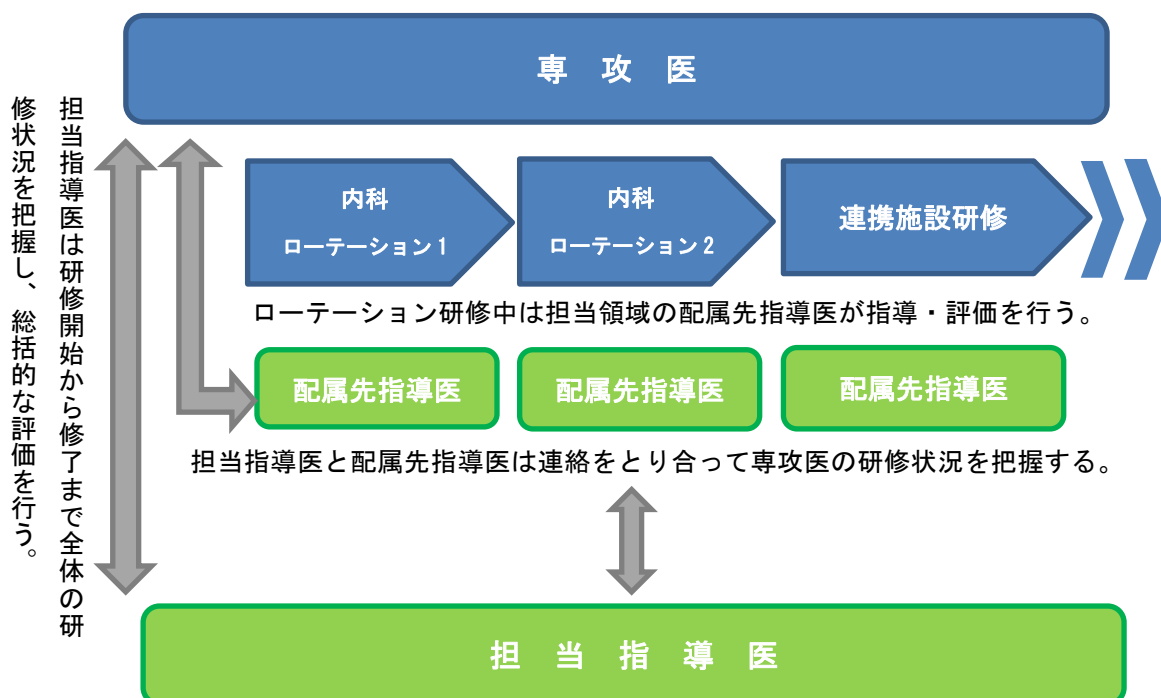 専攻医
担当指導医は研修開始から修了まで全体の研
修状況を把握し、総括的な評価を行う。
内科
ローテーション1
内科
ローテーション2
連携施設研修
ローテーション研修中は担当領域の配属先指導医が指導・評価を行う。
配属先指導医
配属先指導医
配属先指導医
担当指導医と配属先指導医は連絡をとり合って専攻医の研修状況を把握する。
担当指導医